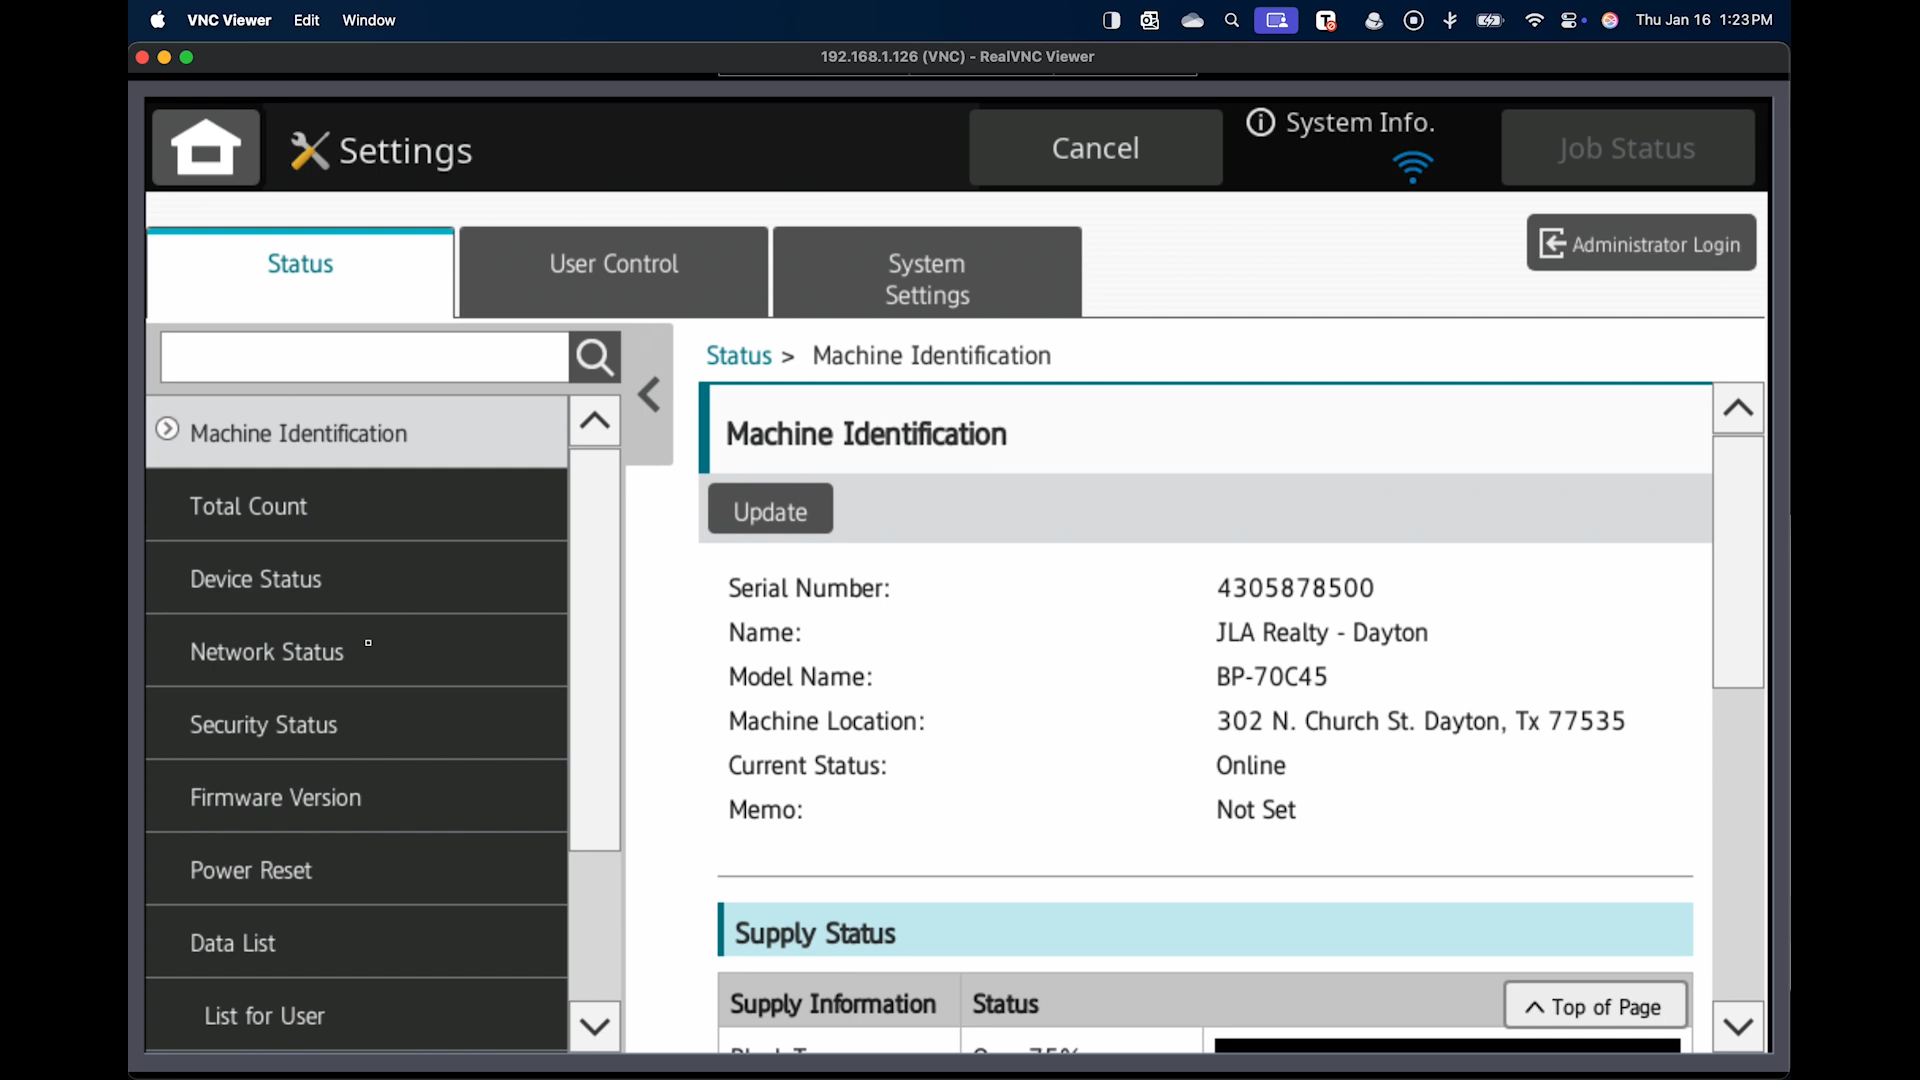 VNC Viewer Edit Window Thu Jan 16 1:23 PM
192.168.1.126 (VNC) - RealVNC Viewer
Settings Cancel System Info. Job Status
Status User Control System
Settings
Administrator Login
Status > Machine Identification
Machine Identification
Total Count
Device Status
Network Status
Security Status
Firmware Version
Power Reset
Data List
List for User
Machine Identification
Update
Serial Number: 4305878500
Name: JLA Realty - Dayton
Model Name: BP-70C45
Machine Location: 302 N. Church St. Dayton, Tx 77535
Current Status: Online
Memo: Not Set
Supply Status
Supply Information Status Top of Page